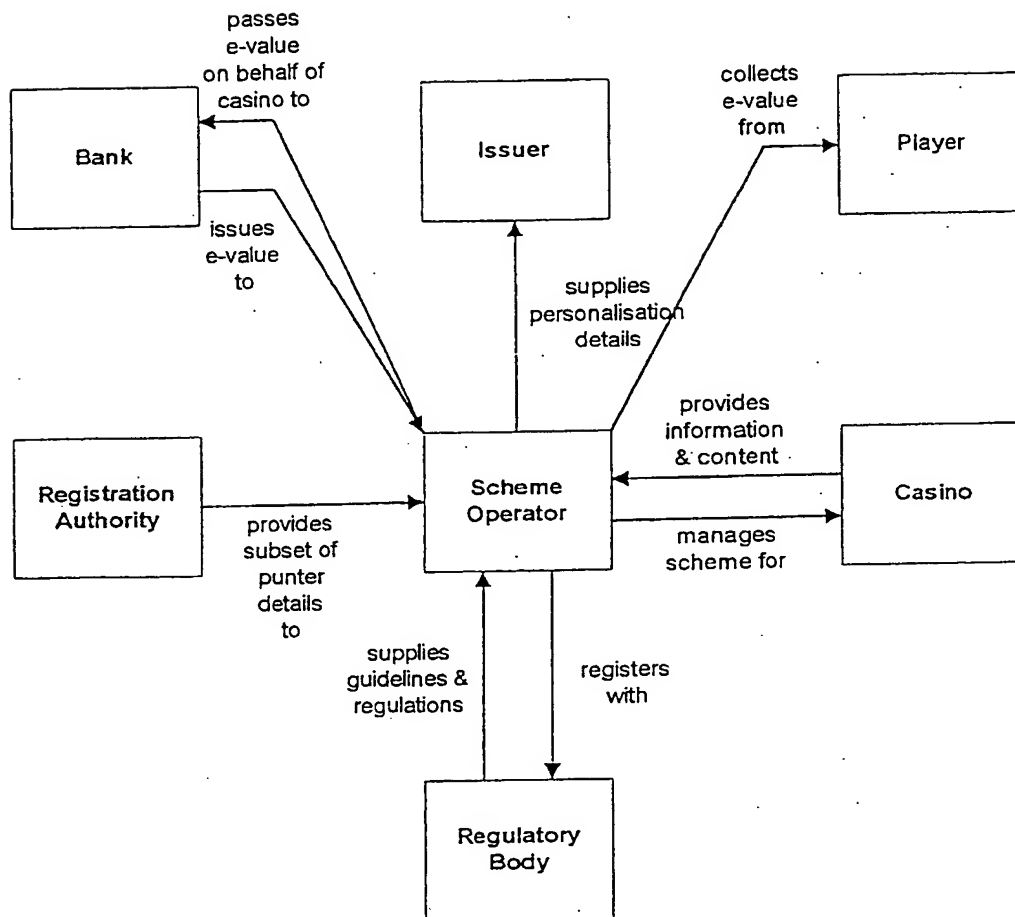 passes
e-value
on behalf of
casino to
Bank
issues
e-value
to
Issuer
collects
e-value
from
Player
supplies
personalisation
details
Registration
Authority
provides
subset of
punter
details
to
Scheme
Operator
provides
information
& content
Casino
manages
scheme for
supplies
guidelines &
regulations
registers
with
Regulatory
Body